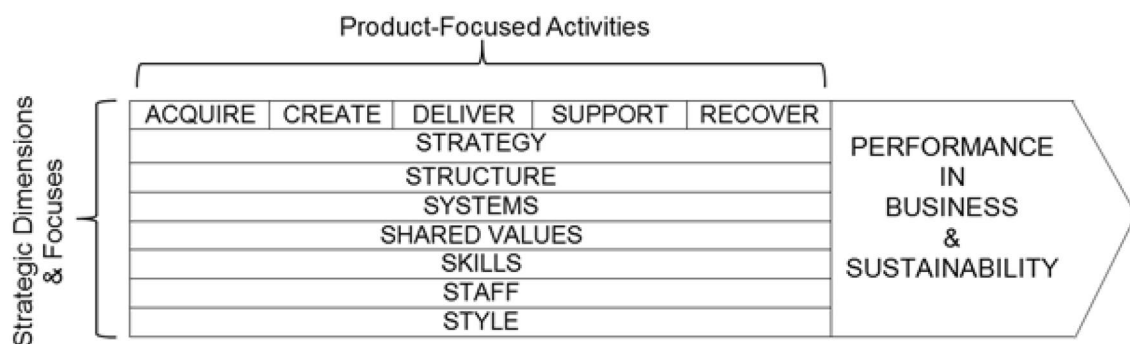 Product-Focused Activities
Strategic Dimensions
& Focuses
ACQUIRE CREATE DELIVER SUPPORT RECOVER
STRATEGY
STRUCTURE
SYSTEMS
SHARED VALUES
SKILLS
STAFF
STYLE
PERFORMANCE
IN
BUSINESS
&
SUSTAINABILITY